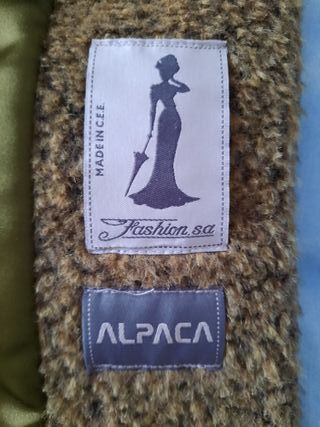 MADE IN C.E.E.
Fashion, sa
ALPACA